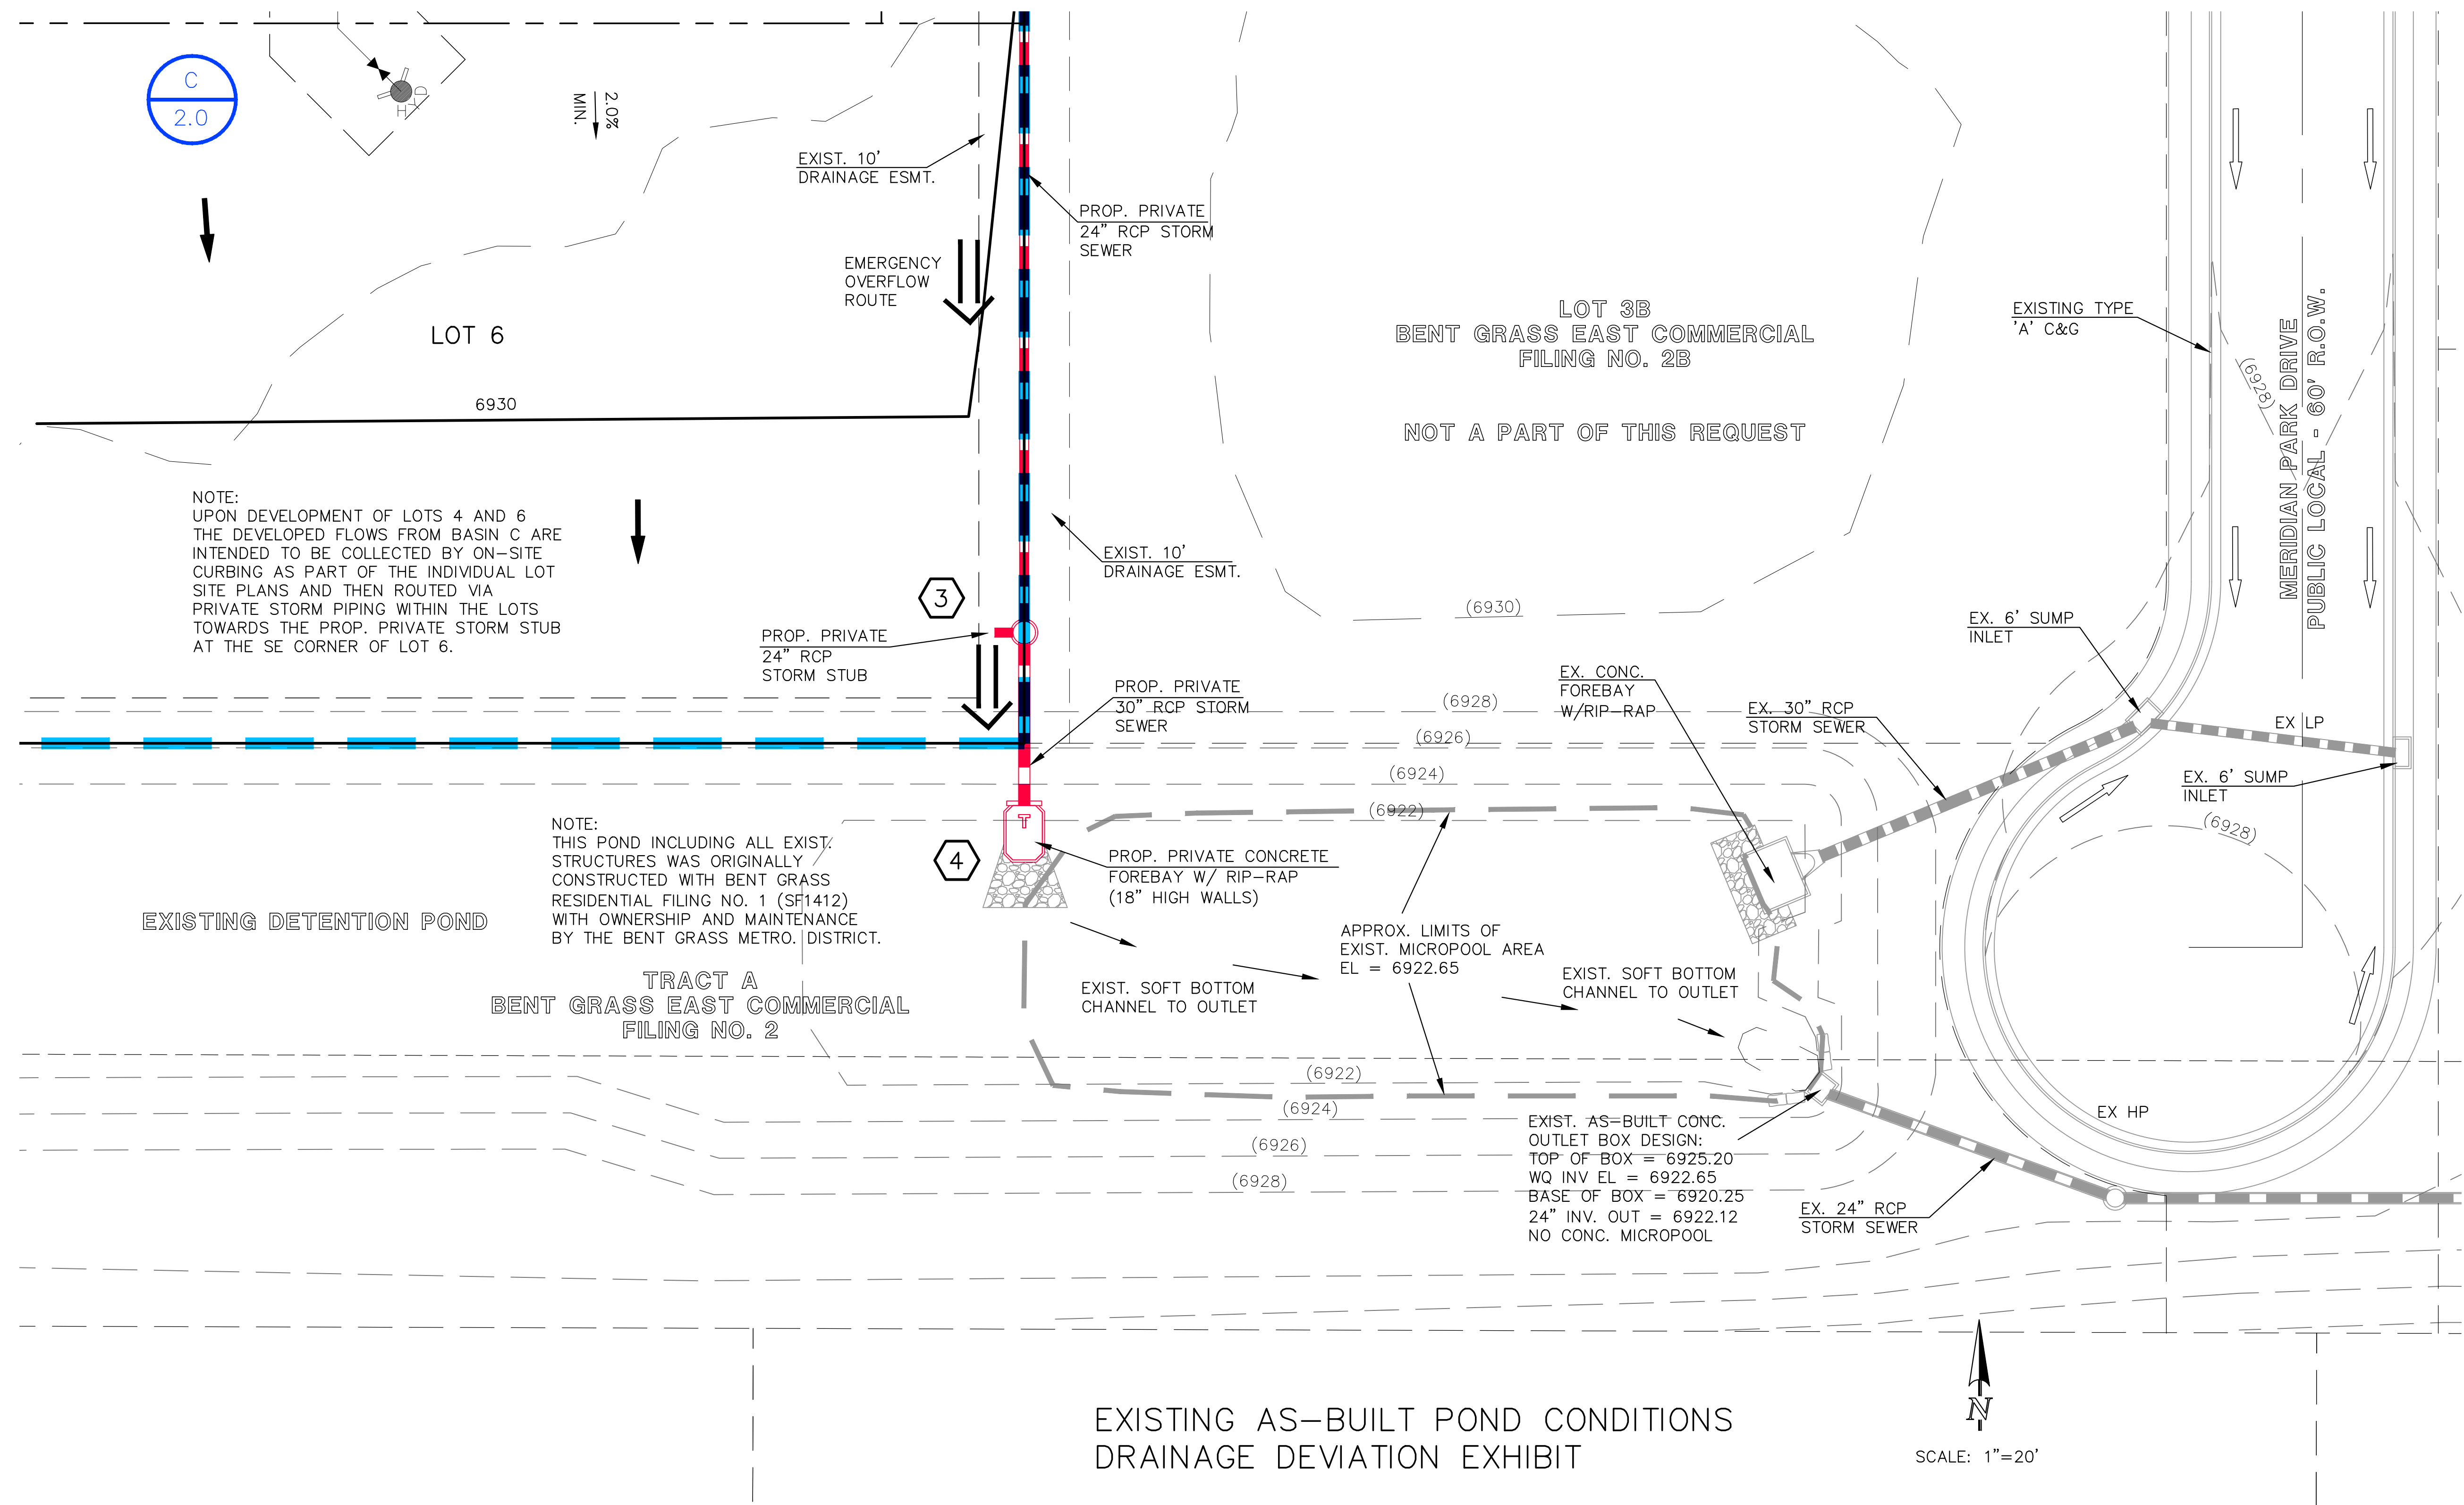 C
2.0
HYD
2.0%
MIN.
EXIST. 10'
DRAINAGE ESMT.
PROP. PRIVATE
24" RCP STORM
SEWER
EMERGENCY
OVERFLOW
ROUTE
LOT 6
6930
LOT 3B
BENT GRASS EAST COMMERCIAL
FILING NO. 2B
NOT A PART OF THIS REQUEST
EXISTING TYPE
'A' C&G
(6928)
MERIDIAN PARK DRIVE
PUBLIC LOCAL - 60' R.O.W.
NOTE:
UPON DEVELOPMENT OF LOTS 4 AND 6
THE DEVELOPED FLOWS FROM BASIN C ARE
INTENDED TO BE COLLECTED BY ON-SITE
CURBING AS PART OF THE INDIVIDUAL LOT
SITE PLANS AND THEN ROUTED VIA
PRIVATE STORM PIPING WITHIN THE LOTS
TOWARDS THE PROP. PRIVATE STORM STUB
AT THE SE CORNER OF LOT 6.
EXIST. 10'
DRAINAGE ESMT.
3
(6930)
PROP. PRIVATE
24" RCP
STORM STUB
EX. 6' SUMP
INLET
PROP. PRIVATE
30" RCP STORM
SEWER
EX. CONC.
FOREBAY
W/RIP-RAP
EX. 30" RCP
STORM SEWER
(6928)
(6926)
(6924)
(6922)
EX LP
EX. 6' SUMP
INLET
(6928)
NOTE:
THIS POND INCLUDING ALL EXIST.
STRUCTURES WAS ORIGINALLY
CONSTRUCTED WITH BENT GRASS
RESIDENTIAL FILING NO. 1 (SF1412)
WITH OWNERSHIP AND MAINTENANCE
BY THE BENT GRASS METRO. DISTRICT.
4
PROP. PRIVATE CONCRETE
FOREBAY W/ RIP-RAP
(18" HIGH WALLS)
EXISTING DETENTION POND
APPROX. LIMITS OF
EXIST. MICROPOOL AREA
EL = 6922.65
TRACT A
BENT GRASS EAST COMMERCIAL
FILING NO. 2
EXIST. SOFT BOTTOM
CHANNEL TO OUTLET
EXIST. SOFT BOTTOM
CHANNEL TO OUTLET
(6922)
(6924)
(6926)
(6928)
EX HP
EXIST. AS-BUILT CONC.
OUTLET BOX DESIGN:
TOP OF BOX = 6925.20
WQ INV EL = 6922.65
BASE OF BOX = 6920.25
24" INV. OUT = 6922.12
NO CONC. MICROPOOL
EX. 24" RCP
STORM SEWER
EXISTING AS-BUILT POND CONDITIONS
DRAINAGE DEVIATION EXHIBIT
N
SCALE: 1"=20'